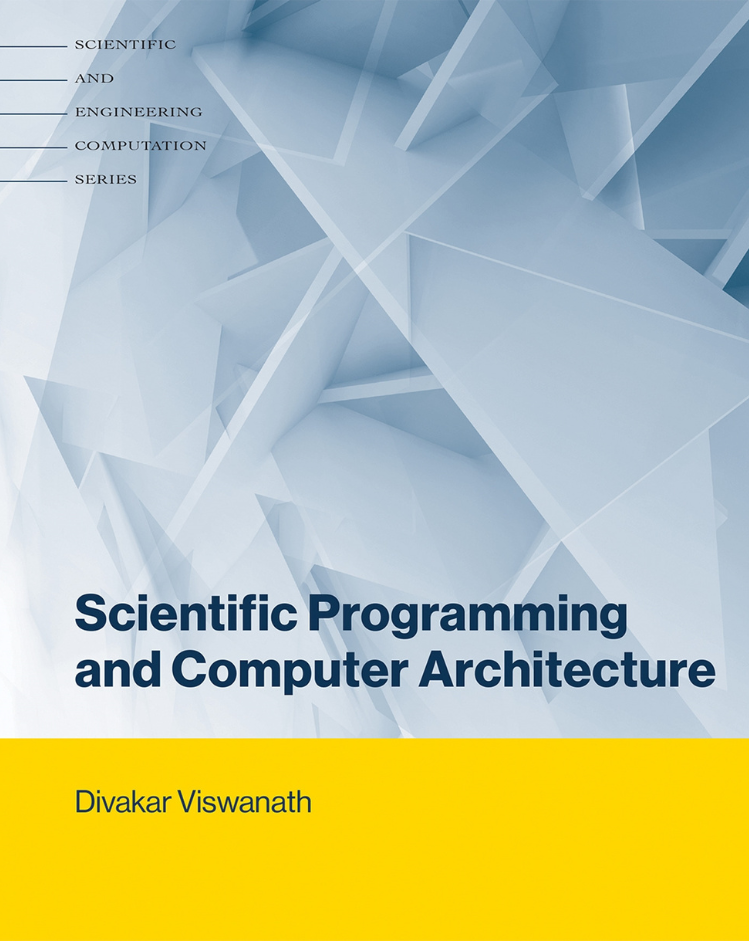 SCIENTIFIC
AND
ENGINEERING
COMPUTATION
SERIES
Scientific Programming
and Computer Architecture
Divakar Viswanath